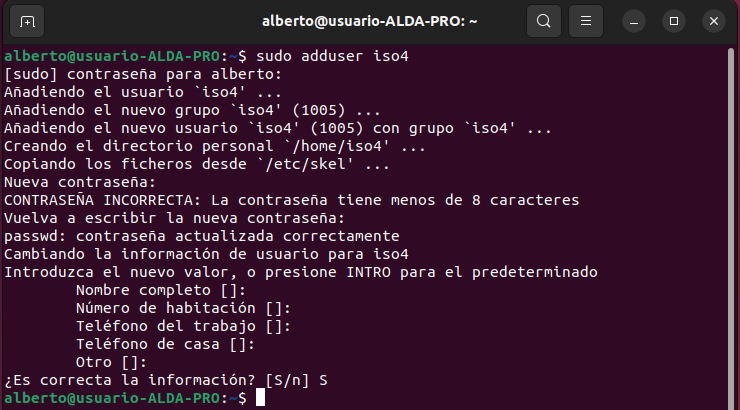 alberto@usuario-ALDA-PRO: ~
alberto@usuario-ALDA-PRO:~$ sudo adduser iso4
[sudo] contraseña para alberto:
Añadiendo el usuario `iso4' ...
Añadiendo el nuevo grupo `iso4' (1005) ...
Añadiendo el nuevo usuario `iso4' (1005) con grupo `iso4' ...
Creando el directorio personal `/home/iso4' ...
Copiando los ficheros desde `/etc/skel' ...
Nueva contraseña:
CONTRASEÑA INCORRECTA: La contraseña tiene menos de 8 caracteres
Vuelva a escribir la nueva contraseña:
passwd: contraseña actualizada correctamente
Cambiando la información de usuario para iso4
Introduzca el nuevo valor, o presione INTRO para el predeterminado
        Nombre completo []:
        Número de habitación []:
        Teléfono del trabajo []:
        Teléfono de casa []:
        Otro []:
¿Es correcta la información? [S/n] S
alberto@usuario-ALDA-PRO:~$